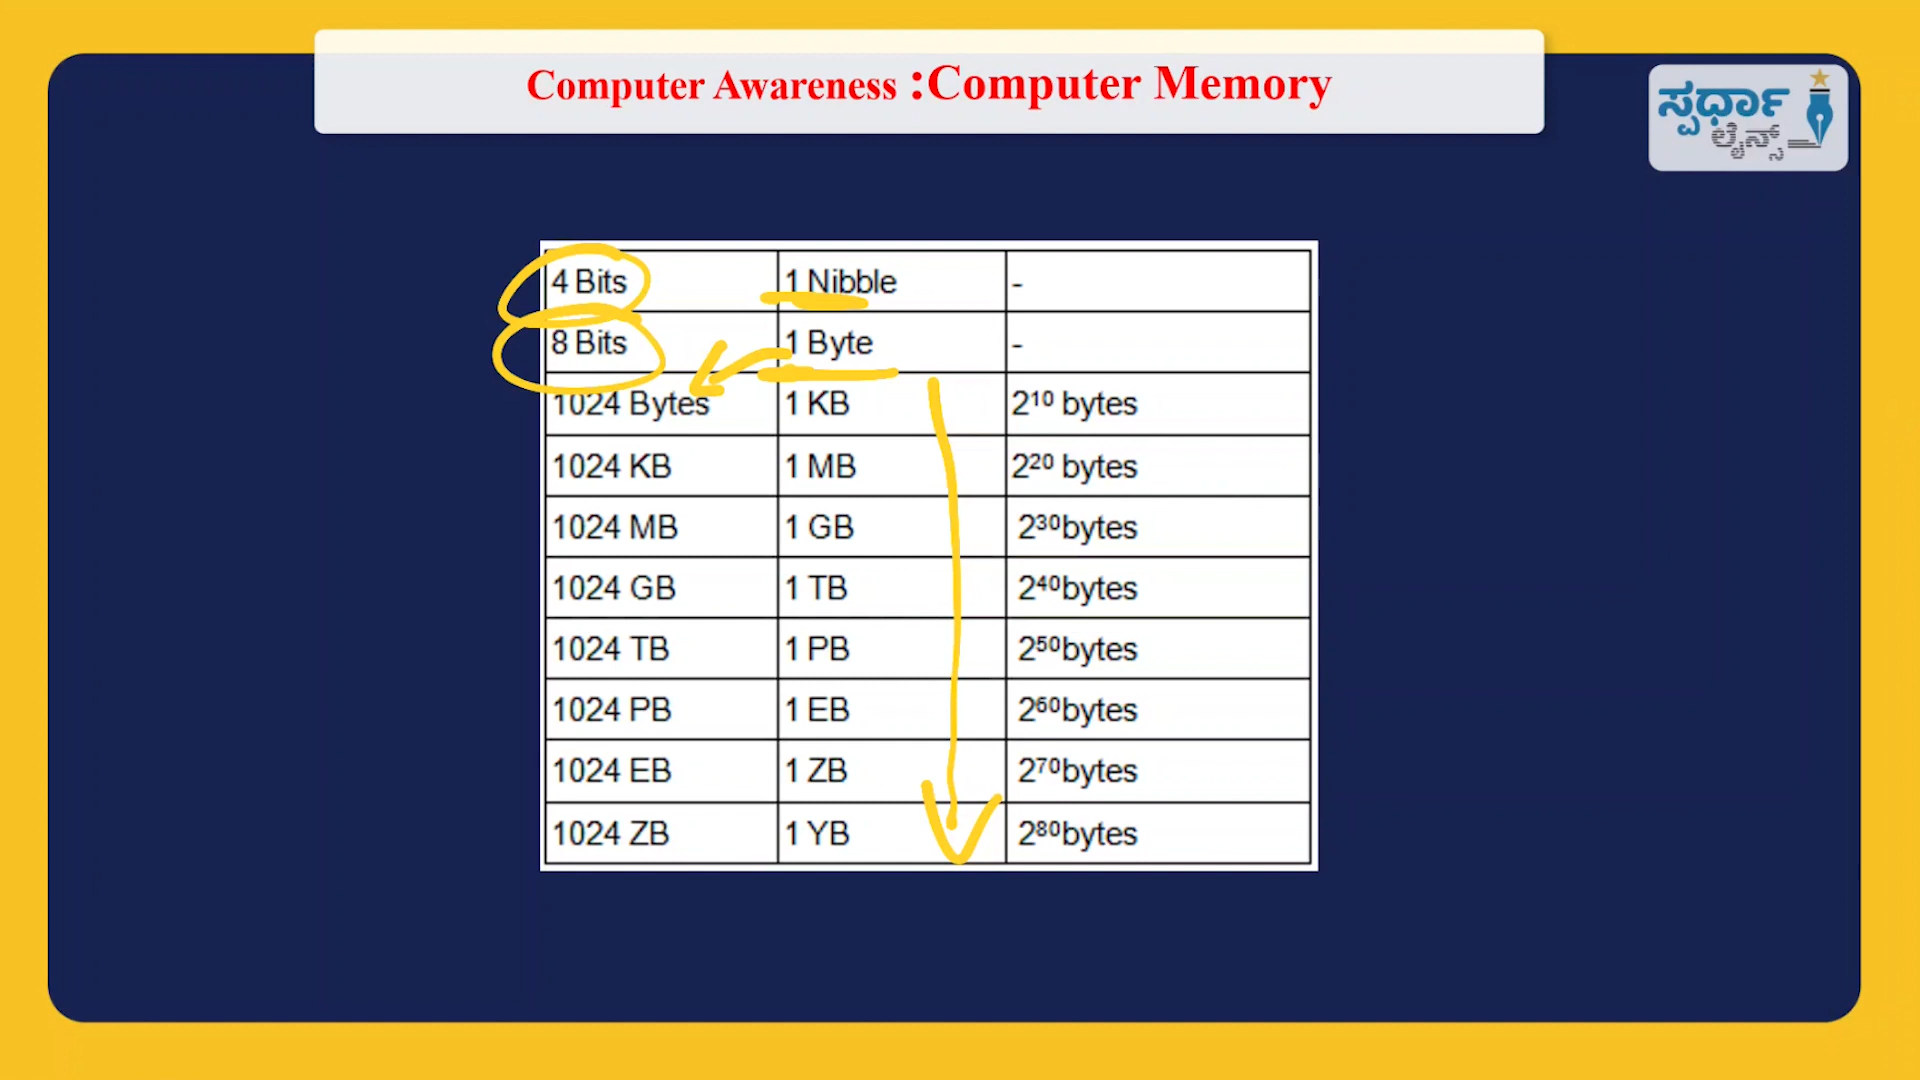 Computer Awareness :Computer Memory
ಸ್ಪರ್ಧಾ
ಲೈನ್ಸ್
4 Bits 1 Nibble -
8 Bits 1 Byte -
1024 Bytes 1 KB 2¹⁰ bytes
1024 KB 1 MB 2²⁰ bytes
1024 MB 1 GB 2³⁰bytes
1024 GB 1 TB 2⁴⁰bytes
1024 TB 1 PB 2⁵⁰bytes
1024 PB 1 EB 2⁶⁰bytes
1024 EB 1 ZB 2⁷⁰bytes
1024 ZB 1 YB 2⁸⁰bytes